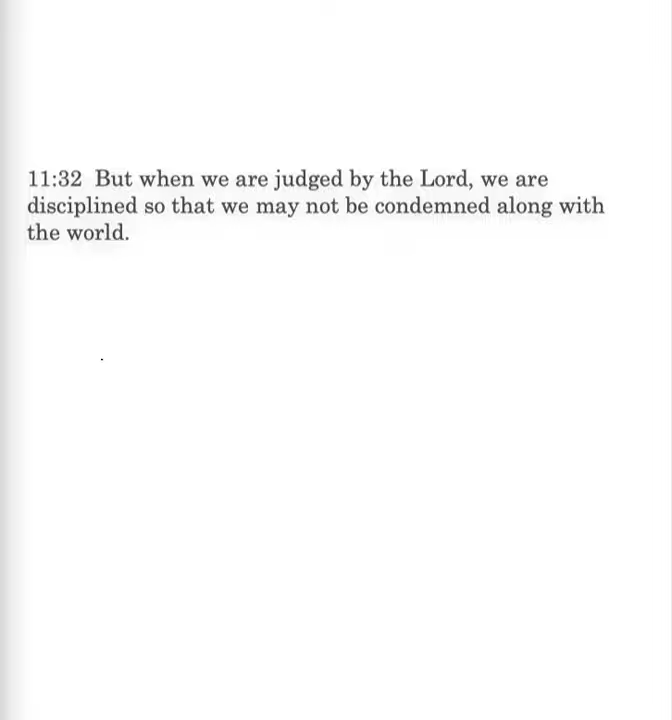 11:32 But when we are judged by the Lord, we are
disciplined so that we may not be condemned along with
the world.